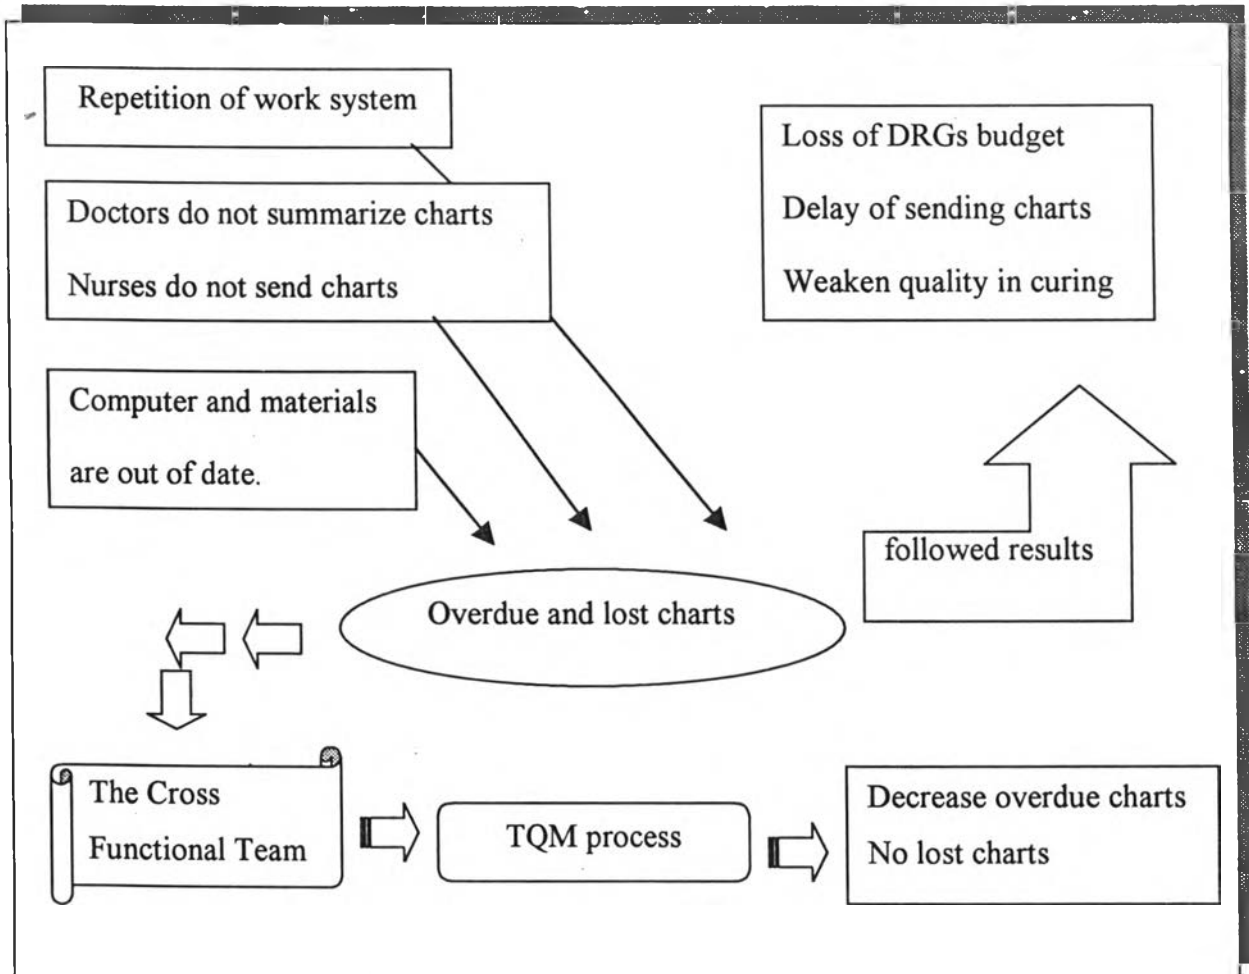 Repetition of work system
Doctors do not summarize charts
Nurses do not send charts
Computer and materials
are out of date.
Loss of DRGs budget
Delay of sending charts
Weaken quality in curing
followed results
Overdue and lost charts
The Cross
Functional Team
TQM process
Decrease overdue charts
No lost charts